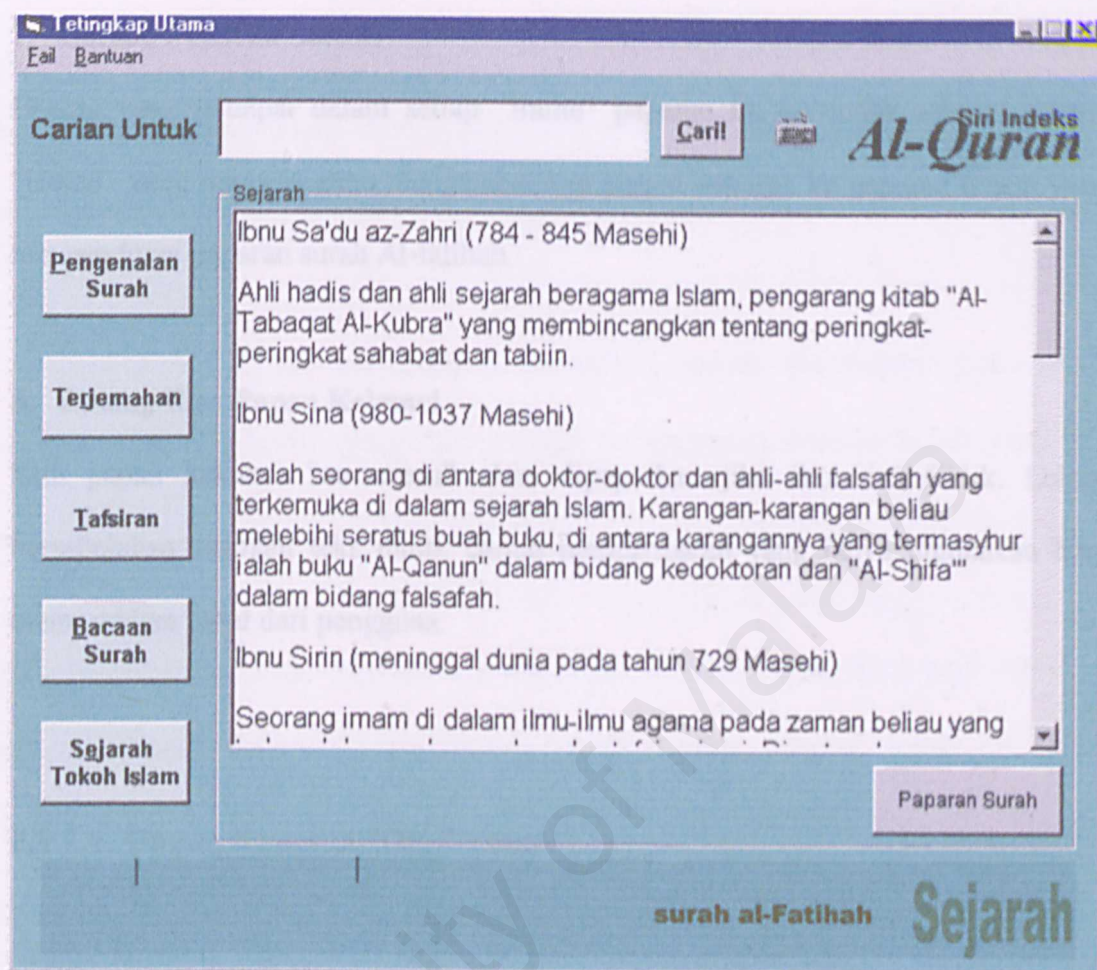 Tetingkap Utama
Fail Bantuan
Carian Untuk
Cari!
Siri Indeks
Al-Quran
Sejarah
Pengenalan
Surah
Terjemahan
Tafsiran
Bacaan
Surah
Sejarah
Tokoh Islam
Ibnu Sa'du az-Zahri (784 - 845 Masehi)
Ahli hadis dan ahli sejarah beragama Islam, pengarang kitab "Al-
Tabaqat Al-Kubra" yang membincangkan tentang peringkat-
peringkat sahabat dan tabiin.
Ibnu Sina (980-1037 Masehi)
Salah seorang di antara doktor-doktor dan ahli-ahli falsafah yang
terkemuka di dalam sejarah Islam. Karangan-karangan beliau
melebihi seratus buah buku, di antara karangannya yang termasyhur
ialah buku "Al-Qanun" dalam bidang kedoktoran dan "Al-Shifa'"
dalam bidang falsafah.
Ibnu Sirin (meninggal dunia pada tahun 729 Masehi)
Seorang imam di dalam ilmu-ilmu agama pada zaman beliau yang
Paparan Surah
surah al-Fatihah
Sejarah
ity of Malaya